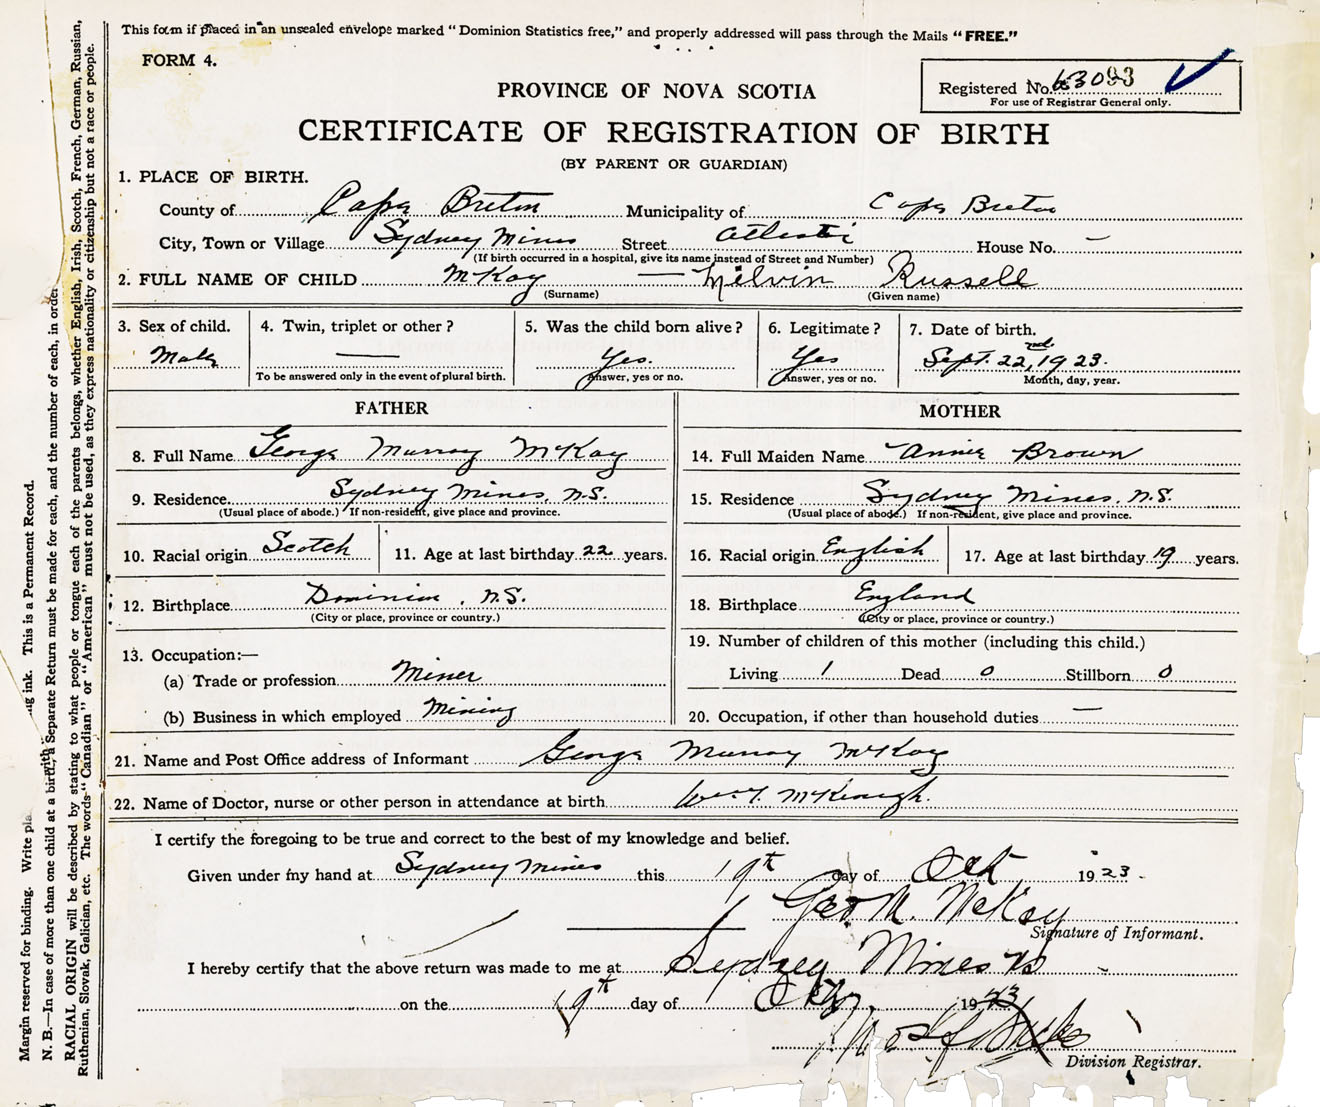 This form if placed in an unsealed envelope marked "Dominion Statistics free," and properly addressed will pass through the Mails "FREE."
FORM 4.
Registered No. 63093
For use of Registrar General only.
PROVINCE OF NOVA SCOTIA
CERTIFICATE OF REGISTRATION OF BIRTH
(BY PARENT OR GUARDIAN)
1. PLACE OF BIRTH.
County of Cape Breton Municipality of Cape Breton
City, Town or Village Sydney Mines Street House No. —
(If birth occurred in a hospital, give its name instead of Street and Number)
2. FULL NAME OF CHILD McKay — Melvin Russell
(Surname) (Given name)
3. Sex of child. 4. Twin, triplet or other? 5. Was the child born alive? 6. Legitimate? 7. Date of birth.
Male — Yes. Yes Sept. 22nd, 1923.
To be answered only in the event of plural birth. Answer, yes or no. Answer, yes or no. Month, day, year.
FATHER
8. Full Name George Murray McKay
9. Residence. Sydney Mines, N.S.
(Usual place of abode.) If non-resident, give place and province.
10. Racial origin Scotch 11. Age at last birthday 22 years.
12. Birthplace Dominion, N.S.
(City or place, province or country.)
13. Occupation:—
(a) Trade or profession Miner
(b) Business in which employed Mining
MOTHER
14. Full Maiden Name Annie Brown
15. Residence Sydney Mines, N.S.
(Usual place of abode.) If non-resident, give place and province.
16. Racial origin English 17. Age at last birthday 19 years.
18. Birthplace England
(City or place, province or country.)
19. Number of children of this mother (including this child.)
Living 1 Dead 0 Stillborn 0
20. Occupation, if other than household duties —
21. Name and Post Office address of Informant George Murray McKay
22. Name of Doctor, nurse or other person in attendance at birth McKeough.
I certify the foregoing to be true and correct to the best of my knowledge and belief.
Given under my hand at Sydney Mines this 19th day of Oct 1923.
Geo. M. McKay
Signature of Informant.
I hereby certify that the above return was made to me at Sydney Mines NS
on the 19th day of Oct 1923
Division Registrar.
Margin reserved for binding. Write ink. This is a Permanent Record.
N. B.—In case of more than one child at a birth, a Separate Return must be made for each, and the number of each, in order
RACIAL ORIGIN will be described by stating to what people or tongue each of the parents belongs, whether English, Irish, Scotch, French, German, Russian,
Ruthenian, Slovak, Galician, etc. The words "Canadian" or "American" must not be used, as they express nationality or citizenship but not a race or people.